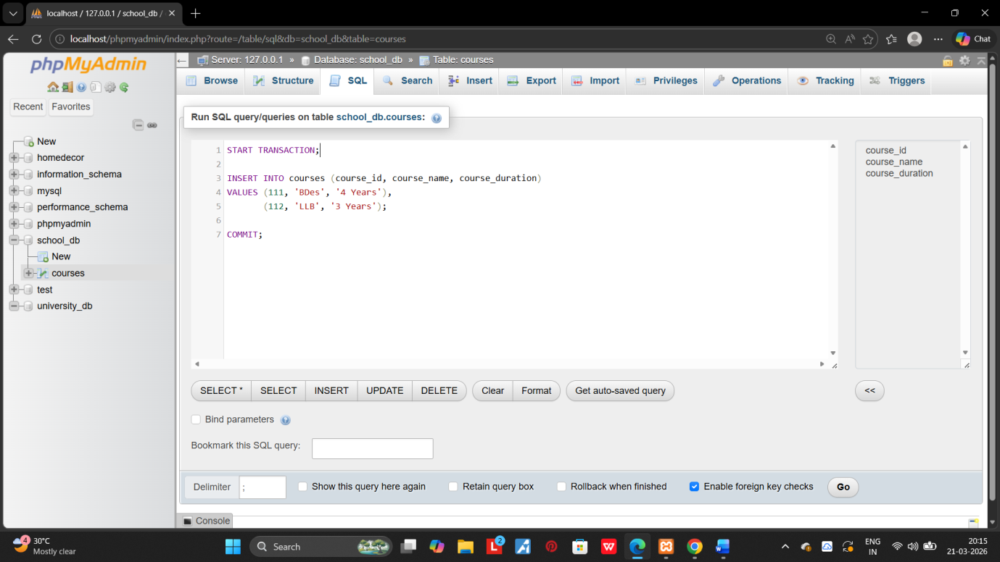 localhost / 127.0.0.1 / school_db /
localhost/phpmyadmin/index.php?route=/table/sql&db=school_db&table=courses
Chat
phpMyAdmin
Recent Favorites
New
homedecor
information_schema
mysql
performance_schema
phpmyadmin
school_db
New
courses
test
university_db
Server: 127.0.0.1 » Database: school_db » Table: courses
Browse Structure SQL Search Insert Export Import Privileges Operations Tracking Triggers
Run SQL query/queries on table school_db.courses:
1 START TRANSACTION;
2
3 INSERT INTO courses (course_id, course_name, course_duration)
4 VALUES (111, 'BDes', '4 Years'),
5 (112, 'LLB', '3 Years');
6
7 COMMIT;
course_id
course_name
course_duration
SELECT * SELECT INSERT UPDATE DELETE Clear Format Get auto-saved query <<
Bind parameters
Bookmark this SQL query:
Delimiter ; Show this query here again Retain query box Rollback when finished Enable foreign key checks Go
Console
4
30°C
Mostly clear
Search
2
ENG
IN
20:15
21-03-2026